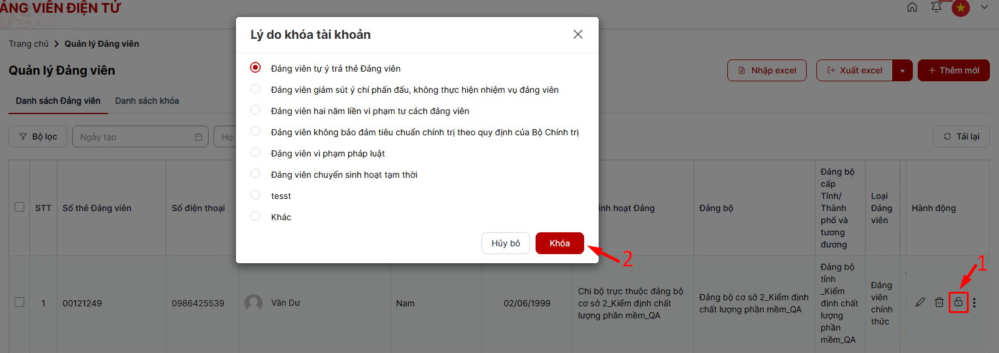 ẢNG VIÊN ĐIỆN TỬ
Trang chủ > Quản lý Đảng viên
Quản lý Đảng viên
Nhập excel
Xuất excel
+ Thêm mới
Danh sách Đảng viên
Danh sách khóa
Bộ lọc
Ngày tạo
Họ
Tải lại
Lý do khóa tài khoản
Đảng viên tự ý trả thẻ Đảng viên
Đảng viên giảm sút ý chí phấn đấu, không thực hiện nhiệm vụ đảng viên
Đảng viên hai năm liền vi phạm tư cách đảng viên
Đảng viên không bảo đảm tiêu chuẩn chính trị theo quy định của Bộ Chính trị
Đảng viên vi phạm pháp luật
Đảng viên chuyển sinh hoạt tạm thời
tesst
Khác
Hủy bỏ
Khóa
2
1
STT
Số thẻ Đảng viên
Số điện thoại
inh hoạt Đảng
Đảng bộ
Đảng bộ
cấp
Tỉnh/
Thành
phố và
tương
đương
Loại
Đảng
viên
Hành động
1
00121249
0986425539
Văn Dư
Nam
02/06/1999
Chi bộ trực thuộc đảng bộ
cơ sở 2_Kiểm định chất
lượng phần mềm_QA
Đảng bộ cơ sở 2_Kiểm định
chất lượng phần mềm_QA
Đảng bộ
tỉnh
_Kiểm
định chất
lượng
phần
mềm_QA
Đảng
viên
chính
thức